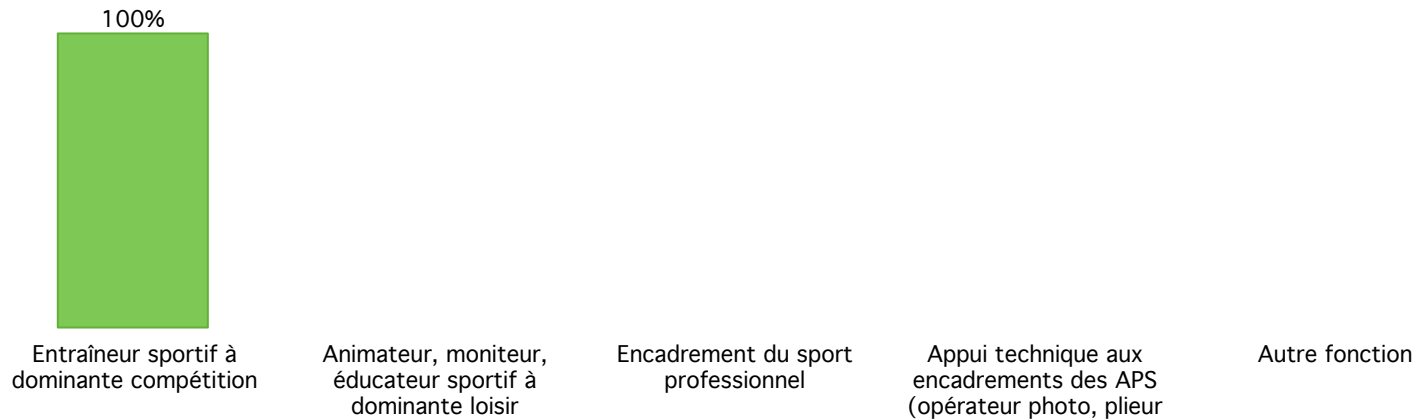 100%
Entraîneur sportif à
dominante compétition
Animateur, moniteur,
éducateur sportif à
dominante loisir
Encadrement du sport
professionnel
Appui technique aux
encadrements des APS
(opérateur photo, plieur
Autre fonction